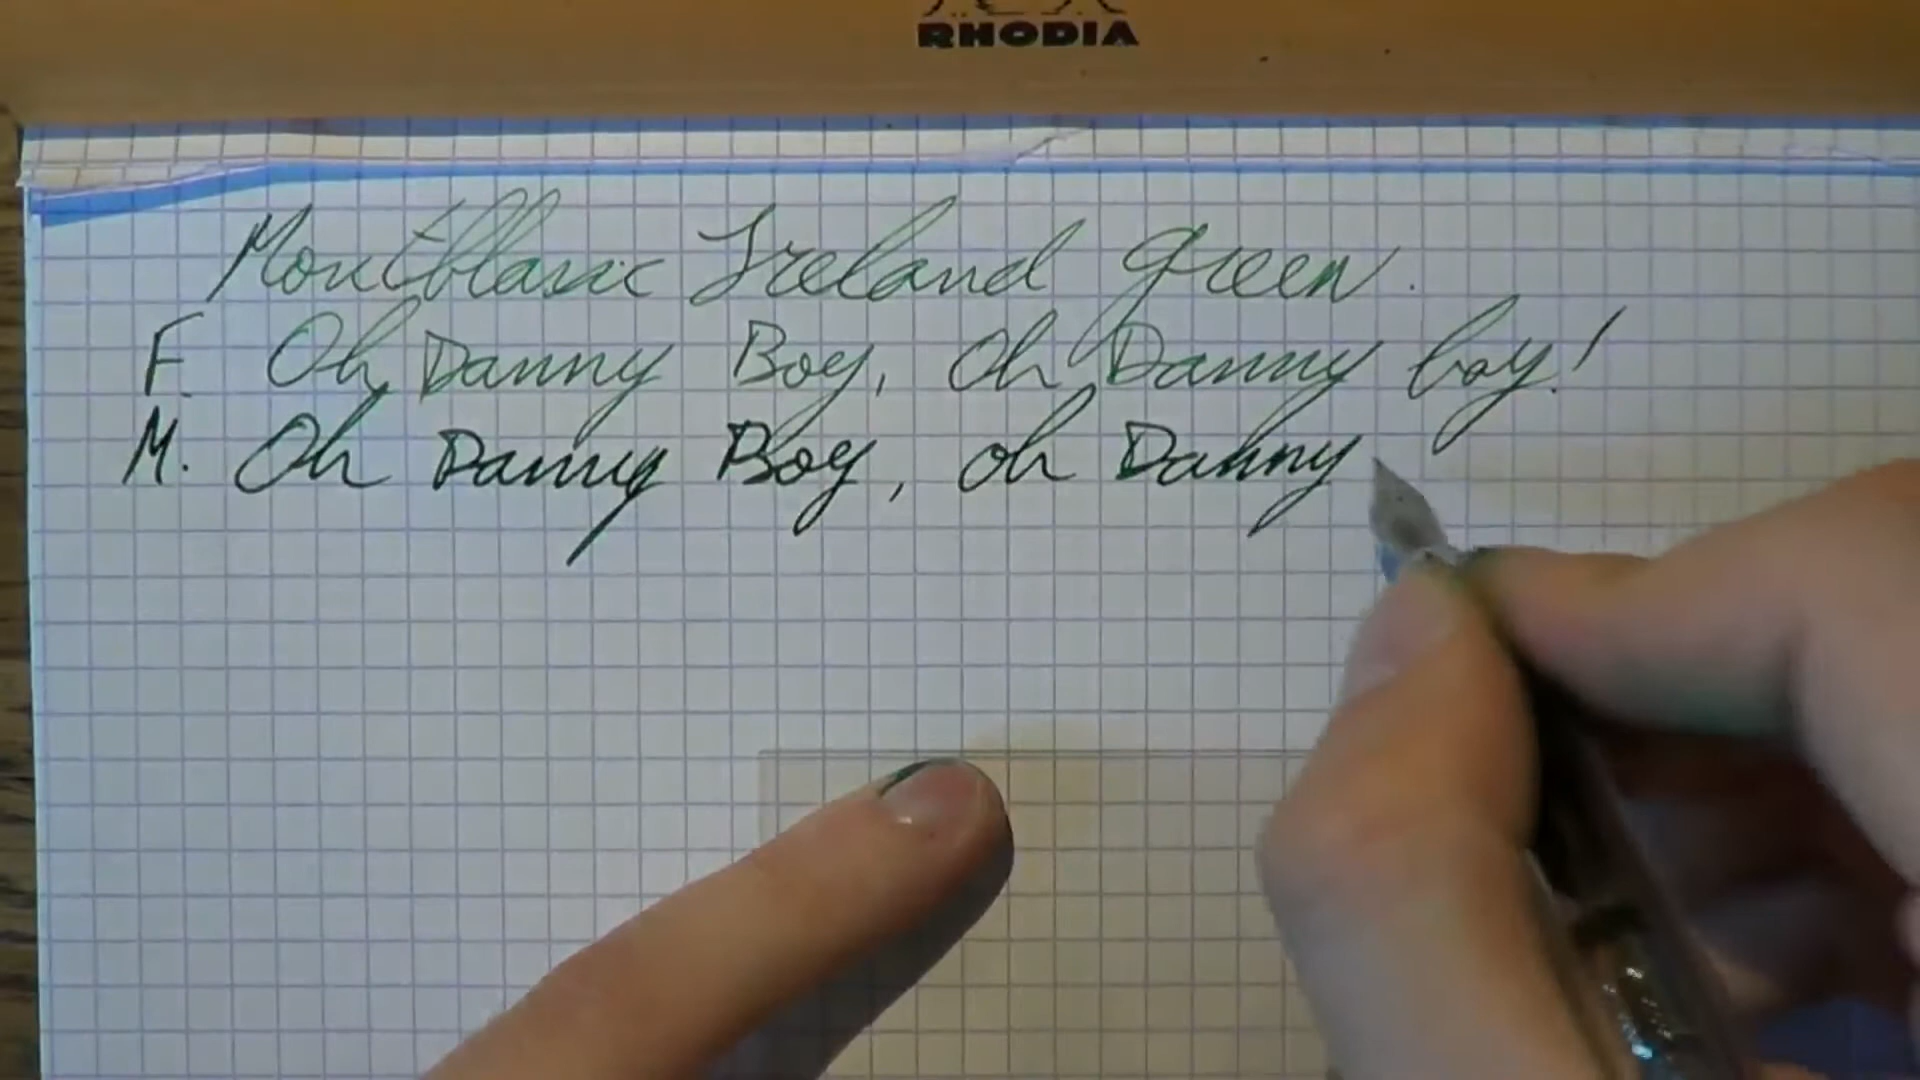 RHODIA
Montblanc Ireland Green.
F. Oh Danny Boy, Oh Danny boy!
M. Oh Danny Boy, oh Danny